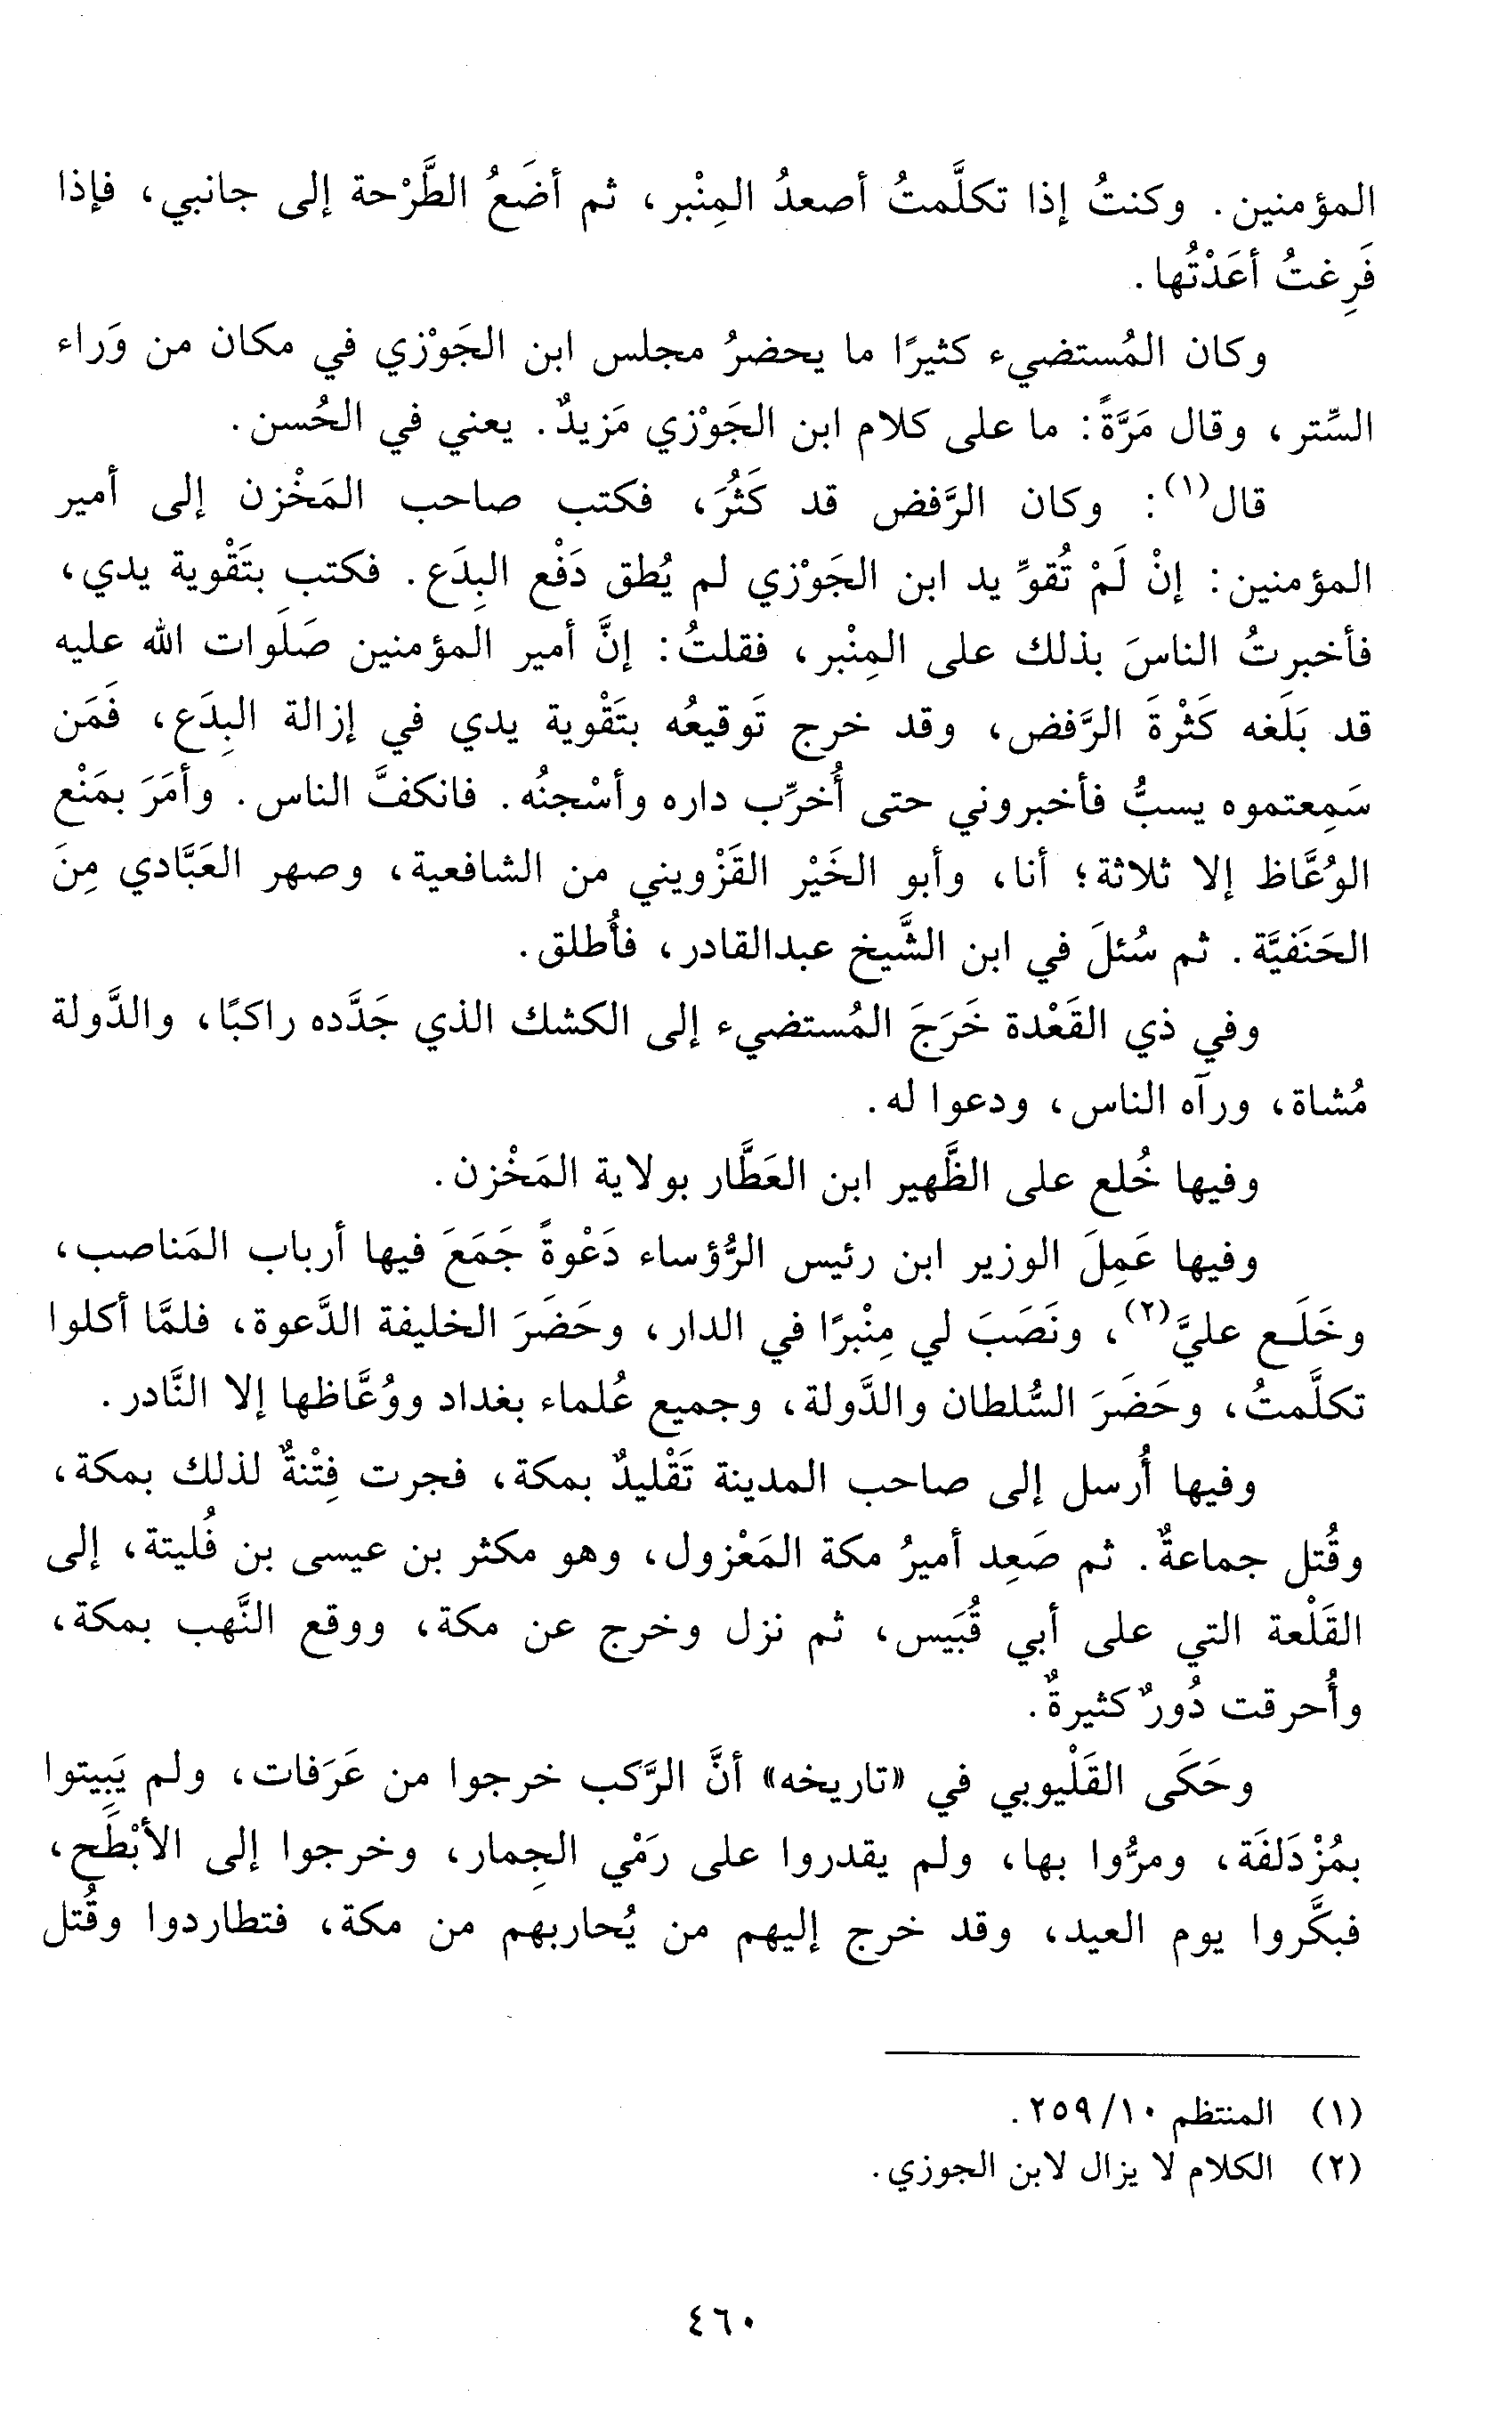 المؤمنين. وكنتُ إذا تكلَّمتُ أصعدُ المِنْبر، ثم أضَعُ الطَّرْحة إلى جانبي، فإذا
فَرِغتُ أعَدْتُها.
وكان المُستضيء كثيرًا ما يحضرُ مجلس ابن الجَوْزي في مكان من وَراء
السِّتر، وقال مَرَّةً: ما على كلام ابن الجَوْزي مَزيدٌ. يعني في الحُسن.
قال(١): وكان الرَّفض قد كَثُرَ، فكتب صاحب المَخْزن إلى أمير
المؤمنين: إنْ لَمْ تُقوِّ يد ابن الجَوْزي لم يُطق دَفْع البِدَع. فكتب بتَقْوية يدي،
فأخبرتُ الناسَ بذلك على المِنْبر، فقلتُ: إنَّ أمير المؤمنين صَلَوات الله عليه
قد بَلَغه كَثْرةَ الرَّفض، وقد خرج تَوقيعُه بتَقْوية يدي في إزالة البِدَع، فَمَن
سَمِعتموه يسبُّ فأخبروني حتى أُخرِّب داره وأسْجنُه. فانكفَّ الناس. وأمَرَ بمَنْع
الوُعَّاظ إلا ثلاثة؛ أنا، وأبو الخَيْر القَزْويني من الشافعية، وصهر العَبَّادي مِنَ
الحَنَفيَّة. ثم سُئلَ في ابن الشَّيخ عبدالقادر، فأُطلق.
وفي ذي القَعْدة خَرَجَ المُستضيء إلى الكشك الذي جَدَّده راكبًا، والدَّولة
مُشاة، ورآه الناس، ودعوا له.
وفيها خُلع على الظَّهير ابن العَطَّار بولاية المَخْزن.
وفيها عَمِلَ الوزير ابن رئيس الرُّؤساء دَعْوةً جَمَعَ فيها أرباب المَناصب،
وخَلَـع عليَّ(٢)، ونَصَبَ لي مِنْبرًا في الدار، وحَضَرَ الخليفة الدَّعوة، فلمَّا أكلوا
تكلَّمتُ، وحَضَرَ السُّلطان والدَّولة، وجميع عُلماء بغداد ووُعَّاظها إلا النَّادر.
وفيها أُرسل إلى صاحب المدينة تَقْليدٌ بمكة، فجرت فِتْنةٌ لذلك بمكة،
وقُتل جماعةٌ. ثم صَعِد أميرُ مكة المَعْزول، وهو مكثر بن عيسى بن فُليتة، إلى
القَلْعة التي على أبي قُبَيس، ثم نزل وخرج عن مكة، ووقع النَّهب بمكة،
وأُحرقت دُورٌ كثيرةٌ.
وحَكَى القَلْيوبي في «تاريخه» أنَّ الرَّكب خرجوا من عَرَفات، ولم يَبِيتوا
بمُزْدَلفَة، ومرُّوا بها، ولم يقدروا على رَمْي الجِمار، وخرجوا إلى الأبْطَح،
فبكَّروا يوم العيد، وقد خرج إليهم من يُحاربهم من مكة، فتطاردوا وقُتل
(١) المنتظم ١٠/ ٢٥٩.
(٢) الكلام لا يزال لابن الجوزي.
٤٦٠